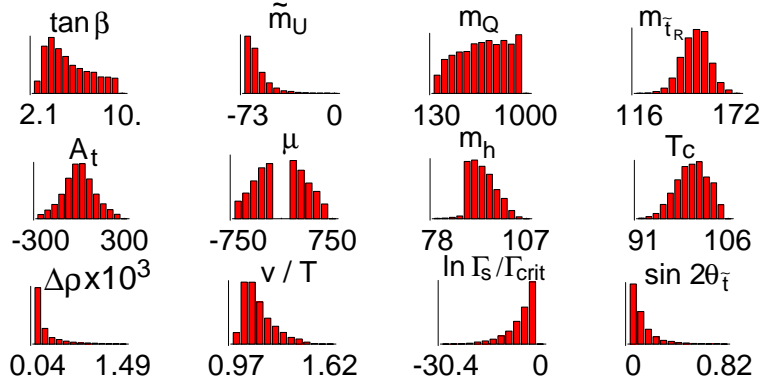 tan β m̃U mQ mt̃R
2.1 10. -73 0 130 1000 116 172
At μ mh Tc
-300 300 -750 750 78 107 91 106
Δρx10³ v / T ln Γs/Γcrit sin 2θt̃
0.04 1.49 0.97 1.62 -30.4 0 0 0.82